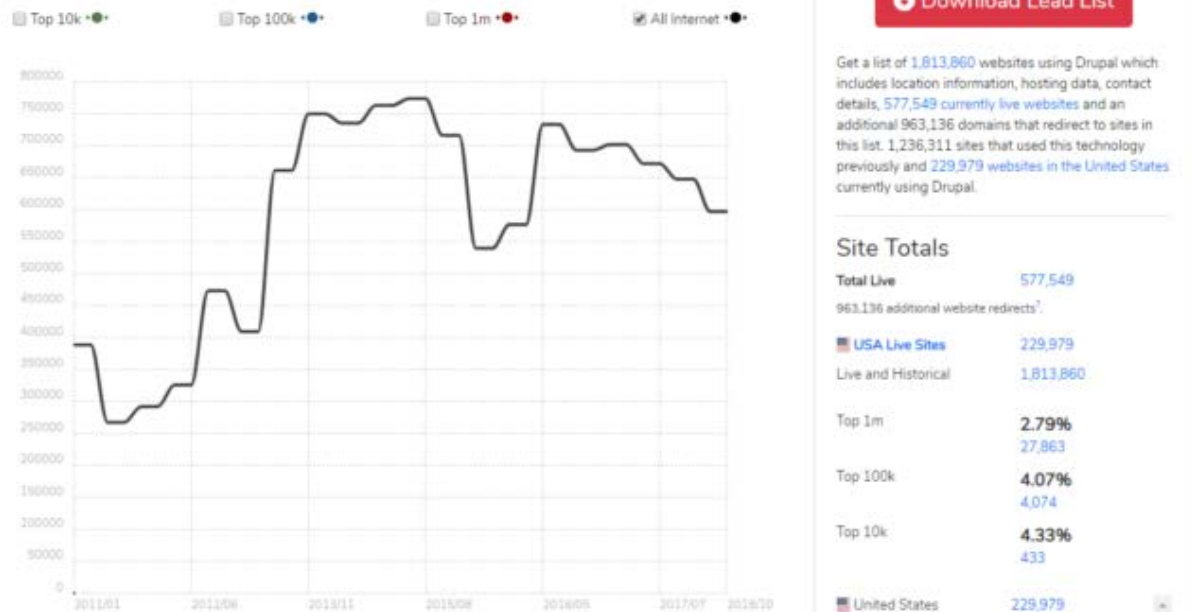 Top 10k
Top 100k
Top 1m
All Internet
800000
750000
700000
650000
600000
550000
500000
450000
400000
350000
300000
250000
200000
150000
100000
50000
0
2011/01
2012/06
2013/11
2015/08
2016/05
2017/07
2018/10
Download Lead List
Get a list of 1,813,860 websites using Drupal which
includes location information, hosting data, contact
details, 577,549 currently live websites and an
additional 963,136 domains that redirect to sites in
this list. 1,236,311 sites that used this technology
previously and 229,979 websites in the United States
currently using Drupal.
Site Totals
Total Live 577,549
963,136 additional website redirects?.
USA Live Sites 229,979
Live and Historical 1,813,860
Top 1m 2.79%
27,863
Top 100k 4.07%
4,074
Top 10k 4.33%
433
United States 229,979